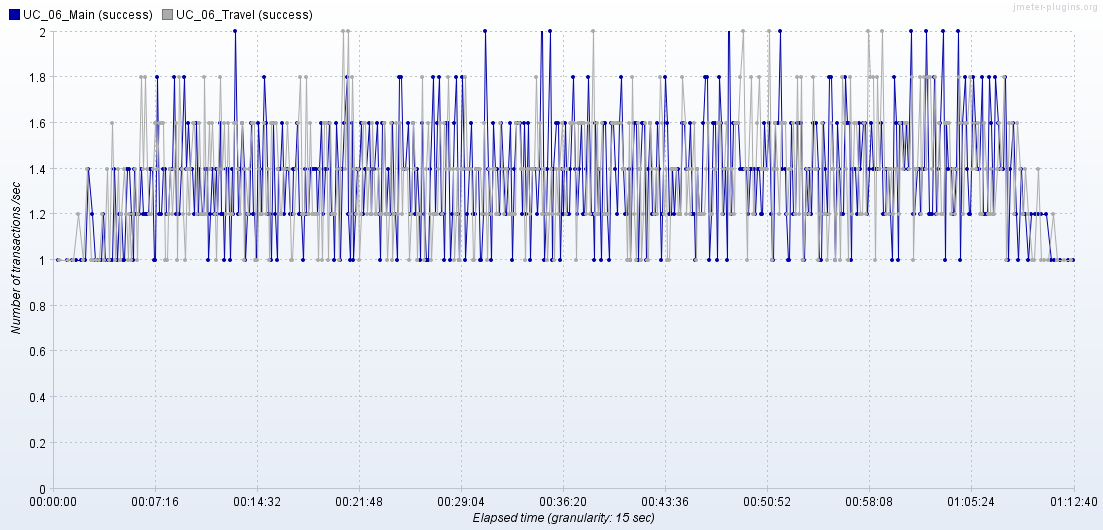 UC_06_Main (success) UC_06_Travel (success)
jmeter-plugins.org
2
1.8
1.6
1.4
1.2
1
0.8
0.6
0.4
0.2
0
Number of transactions /sec
00:00:00 00:07:16 00:14:32 00:21:48 00:29:04 00:36:20 00:43:36 00:50:52 00:58:08 01:05:24 01:12:40
Elapsed time (granularity: 15 sec)